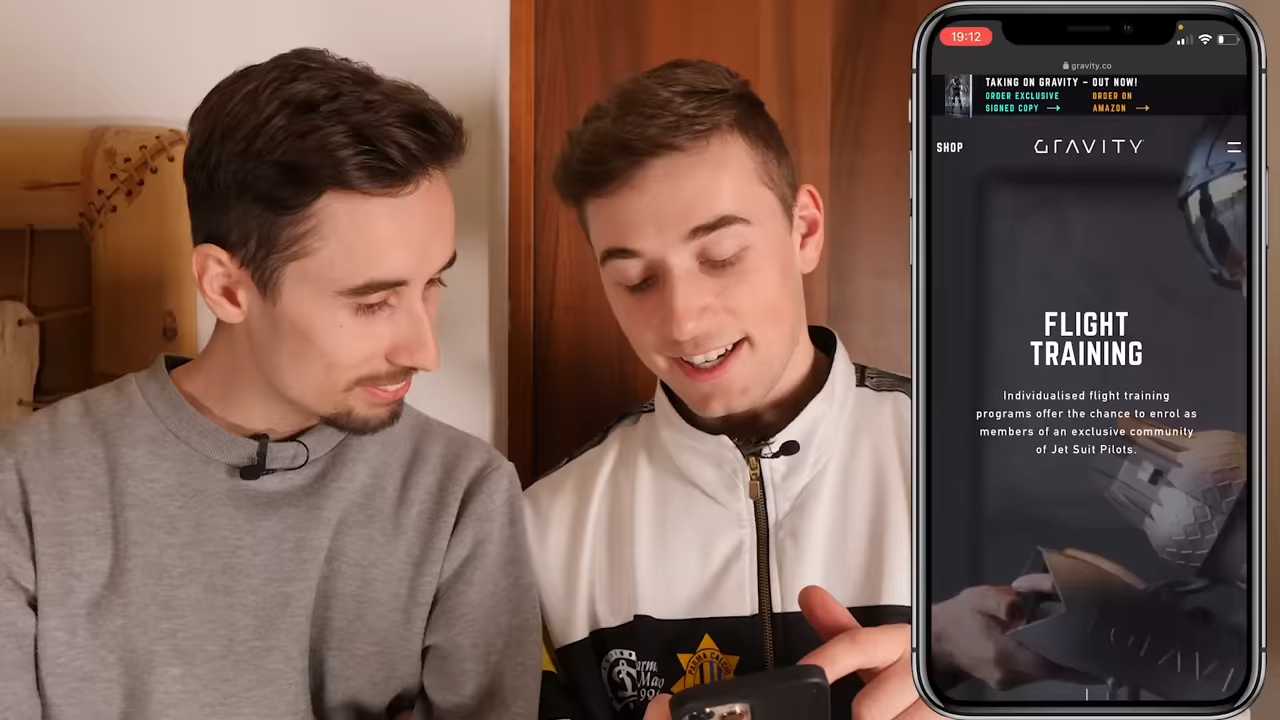 19:12
gravity.co
TAKING ON GRAVITY – OUT NOW!
ORDER EXCLUSIVE
SIGNED COPY →
ORDER ON
AMAZON →
SHOP
GRAVITY
FLIGHT
TRAINING
Individualised flight training
programs offer the chance to enrol as
members of an exclusive community
of Jet Suit Pilots.
PARMA CALCIO